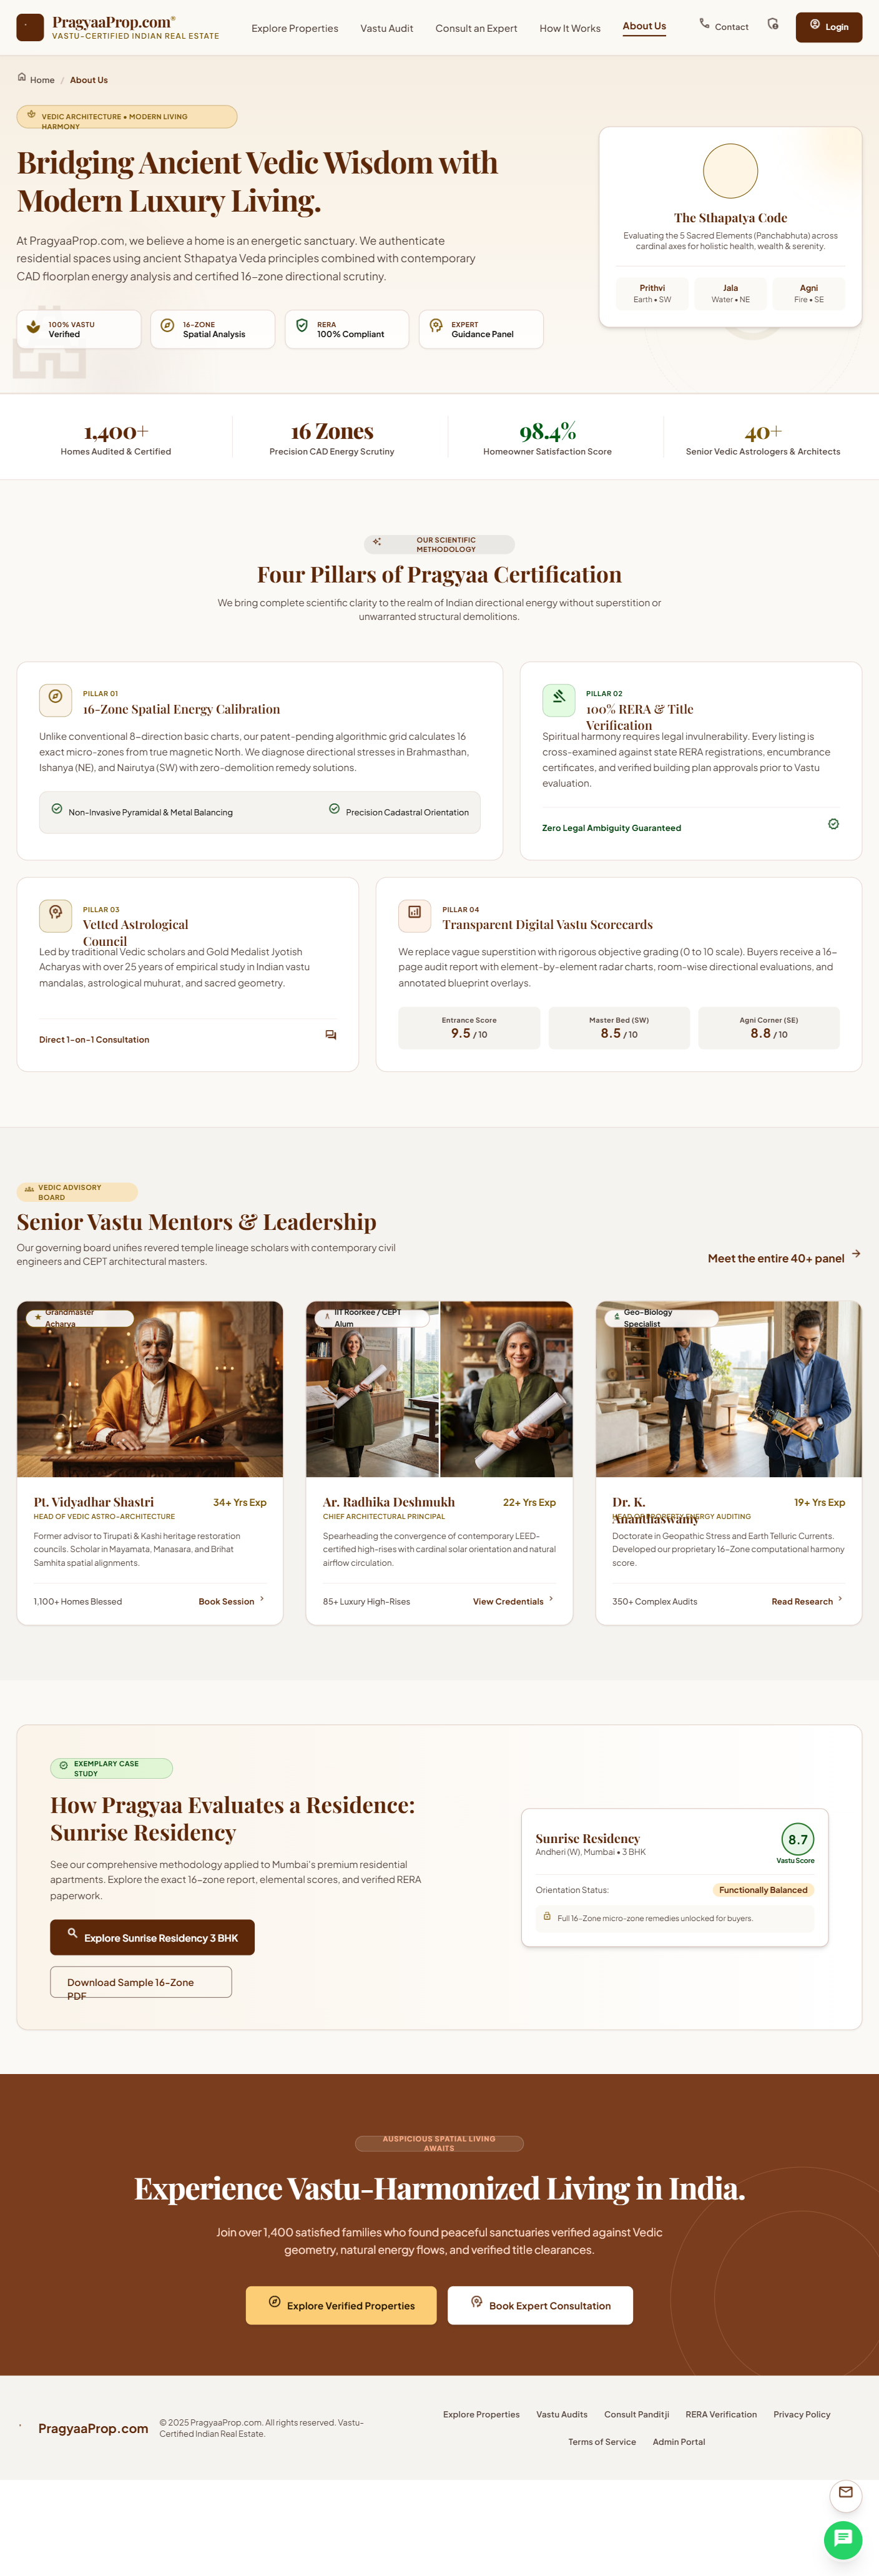 PragyaaProp.com®
VASTU-CERTIFIED INDIAN REAL ESTATE
Explore Properties
Vastu Audit
Consult an Expert
How It Works
About Us
Contact
Login
Home / About Us
VEDIC ARCHITECTURE • MODERN LIVING
HARMONY
Bridging Ancient Vedic Wisdom with
Modern Luxury Living.
At PragyaaProp.com, we believe a home is an energetic sanctuary. We authenticate
residential spaces using ancient Sthapatya Veda principles combined with contemporary
CAD floorplan energy analysis and certified 16-zone directional scrutiny.
100% VASTU
Verified
16-ZONE
Spatial Analysis
RERA
100% Compliant
EXPERT
Guidance Panel
The Sthapatya Code
Evaluating the 5 Sacred Elements (Panchabhuta) across
cardinal axes for holistic health, wealth & serenity.
Prithvi
Earth • SW
Jala
Water • NE
Agni
Fire • SE
1,400+
Homes Audited & Certified
16 Zones
Precision CAD Energy Scrutiny
98.4%
Homeowner Satisfaction Score
40+
Senior Vedic Astrologers & Architects
OUR SCIENTIFIC
METHODOLOGY
Four Pillars of Pragyaa Certification
We bring complete scientific clarity to the realm of Indian directional energy without superstition or
unwarranted structural demolitions.
PILLAR 01
16-Zone Spatial Energy Calibration
Unlike conventional 8-direction basic charts, our patent-pending algorithmic grid calculates 16
exact micro-zones from true magnetic North. We diagnose directional stresses in Brahmasthan,
Ishanya (NE), and Nairutya (SW) with zero-demolition remedy solutions.
Non-Invasive Pyramidal & Metal Balancing
Precision Cadastral Orientation
PILLAR 02
100% RERA & Title
Verification
Spiritual harmony requires legal invulnerability. Every listing is
cross-examined against state RERA registrations, encumbrance
certificates, and verified building plan approvals prior to Vastu
evaluation.
Zero Legal Ambiguity Guaranteed
PILLAR 03
Vetted Astrological
Council
Led by traditional Vedic scholars and Gold Medalist Jyotish
Acharyas with over 25 years of empirical study in Indian vastu
mandalas, astrological muhurat, and sacred geometry.
Direct 1-on-1 Consultation
PILLAR 04
Transparent Digital Vastu Scorecards
We replace vague superstition with rigorous objective grading (0 to 10 scale). Buyers receive a 16-
page audit report with element-by-element radar charts, room-wise directional evaluations, and
annotated blueprint overlays.
Entrance Score
9.5 / 10
Master Bed (SW)
8.5 / 10
Agni Corner (SE)
8.8 / 10
VEDIC ADVISORY
BOARD
Senior Vastu Mentors & Leadership
Our governing board unifies revered temple lineage scholars with contemporary civil
engineers and CEPT architectural masters.
Meet the entire 40+ panel
Grandmaster
Acharya
Pt. Vidyadhar Shastri
34+ Yrs Exp
HEAD OF VEDIC ASTRO-ARCHITECTURE
Former advisor to Tirupati & Kashi heritage restoration
councils. Scholar in Mayamata, Manasara, and Brihat
Samhita spatial alignments.
1,100+ Homes Blessed
Book Session
IIT Roorkee / CEPT
Alum
Ar. Radhika Deshmukh
22+ Yrs Exp
CHIEF ARCHITECTURAL PRINCIPAL
Spearheading the convergence of contemporary LEED-
certified high-rises with cardinal solar orientation and natural
airflow circulation.
85+ Luxury High-Rises
View Credentials
Geo-Biology
Specialist
Dr. K.
Ananthaswamy
19+ Yrs Exp
HEAD OF PROPERTY ENERGY AUDITING
Doctorate in Geopathic Stress and Earth Telluric Currents.
Developed our proprietary 16-Zone computational harmony
score.
350+ Complex Audits
Read Research
EXEMPLARY CASE
STUDY
How Pragyaa Evaluates a Residence:
Sunrise Residency
See our comprehensive methodology applied to Mumbai's premium residential
apartments. Explore the exact 16-zone report, elemental scores, and verified RERA
paperwork.
Explore Sunrise Residency 3 BHK
Download Sample 16-Zone
PDF
Sunrise Residency
Andheri (W), Mumbai • 3 BHK
8.7
Vastu Score
Orientation Status:
Functionally Balanced
Full 16-Zone micro-zone remedies unlocked for buyers.
AUSPICIOUS SPATIAL LIVING
AWAITS
Experience Vastu-Harmonized Living in India.
Join over 1,400 satisfied families who found peaceful sanctuaries verified against Vedic
geometry, natural energy flows, and verified title clearances.
Explore Verified Properties
Book Expert Consultation
PragyaaProp.com
© 2025 PragyaaProp.com. All rights reserved. Vastu-
Certified Indian Real Estate.
Explore Properties
Vastu Audits
Consult Panditji
RERA Verification
Privacy Policy
Terms of Service
Admin Portal